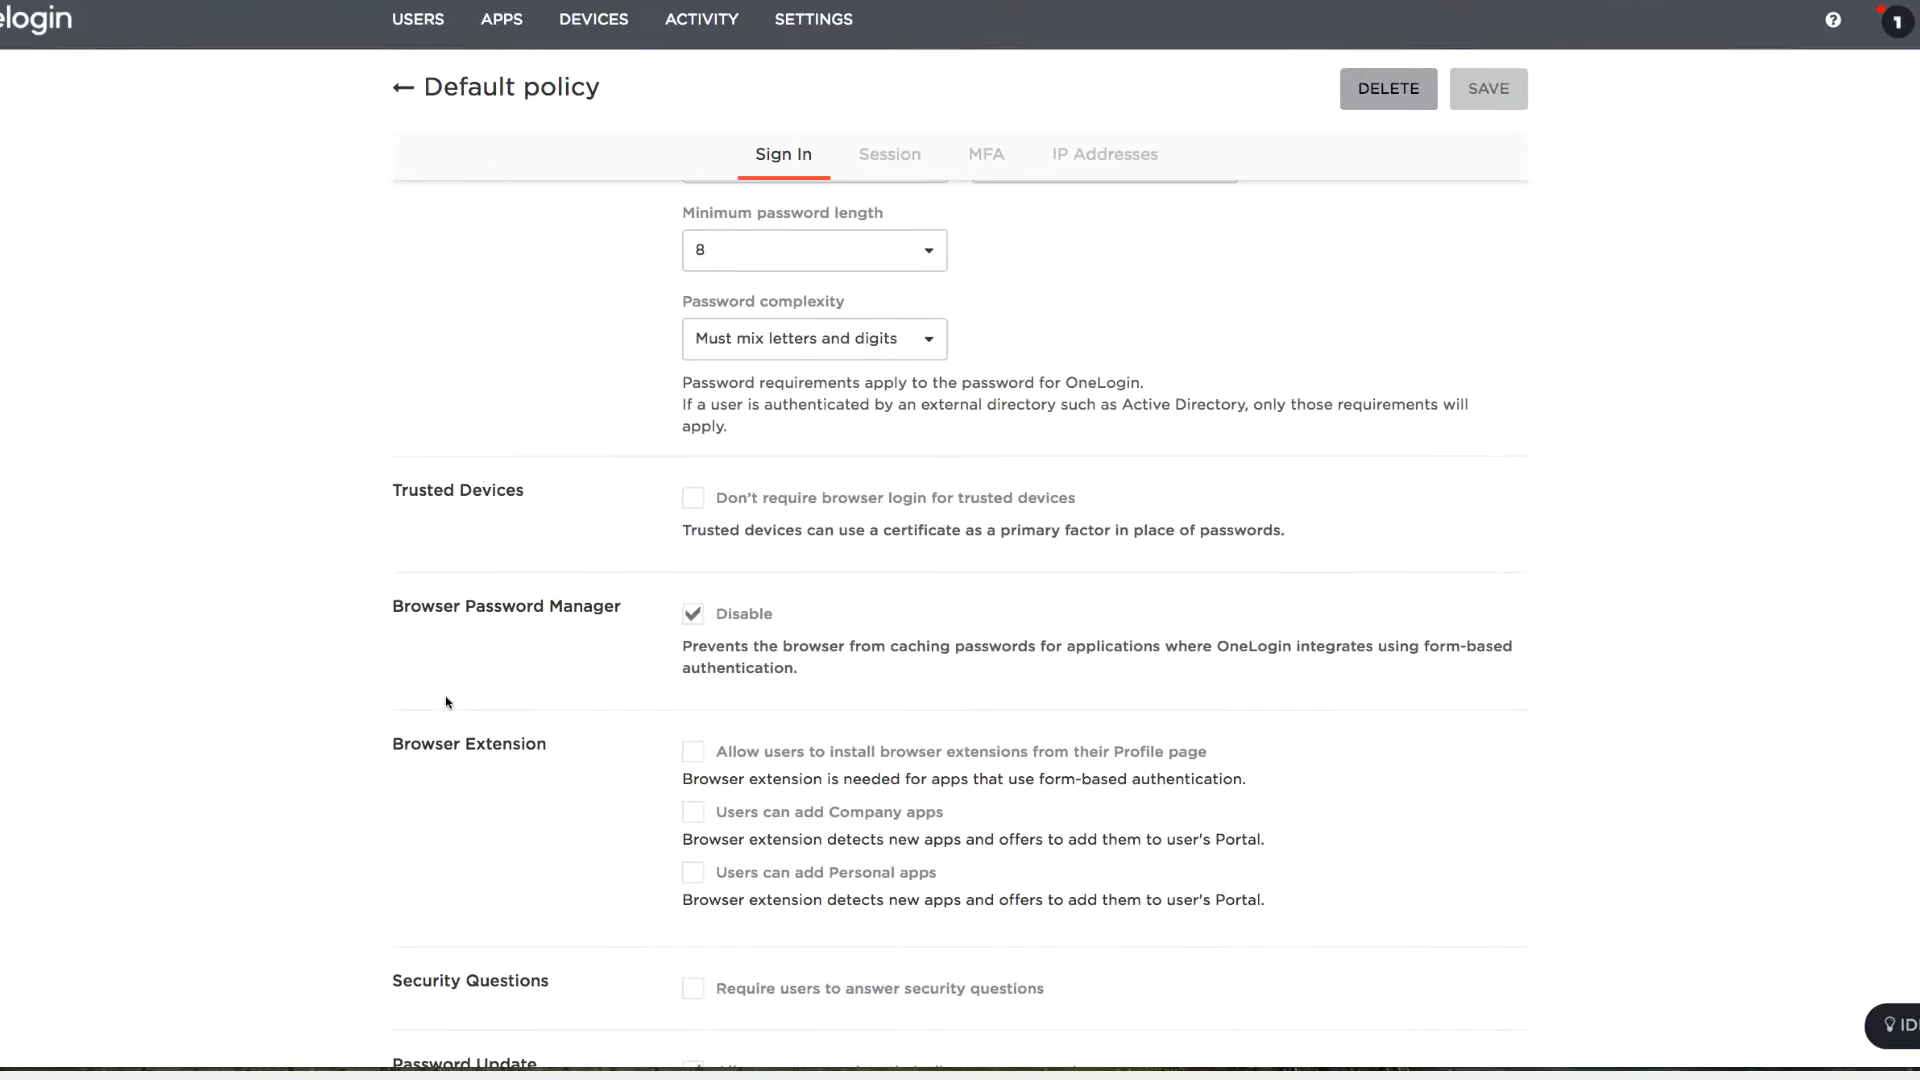 elogin
USERS APPS DEVICES ACTIVITY SETTINGS
? 1
← Default policy
DELETE SAVE
Sign In Session MFA IP Addresses
Minimum password length
8
Password complexity
Must mix letters and digits
Password requirements apply to the password for OneLogin.
If a user is authenticated by an external directory such as Active Directory, only those requirements will
apply.
Trusted Devices
Don't require browser login for trusted devices
Trusted devices can use a certificate as a primary factor in place of passwords.
Browser Password Manager
Disable
Prevents the browser from caching passwords for applications where OneLogin integrates using form-based
authentication.
Browser Extension
Allow users to install browser extensions from their Profile page
Browser extension is needed for apps that use form-based authentication.
Users can add Company apps
Browser extension detects new apps and offers to add them to user's Portal.
Users can add Personal apps
Browser extension detects new apps and offers to add them to user's Portal.
Security Questions
Require users to answer security questions
Password Update